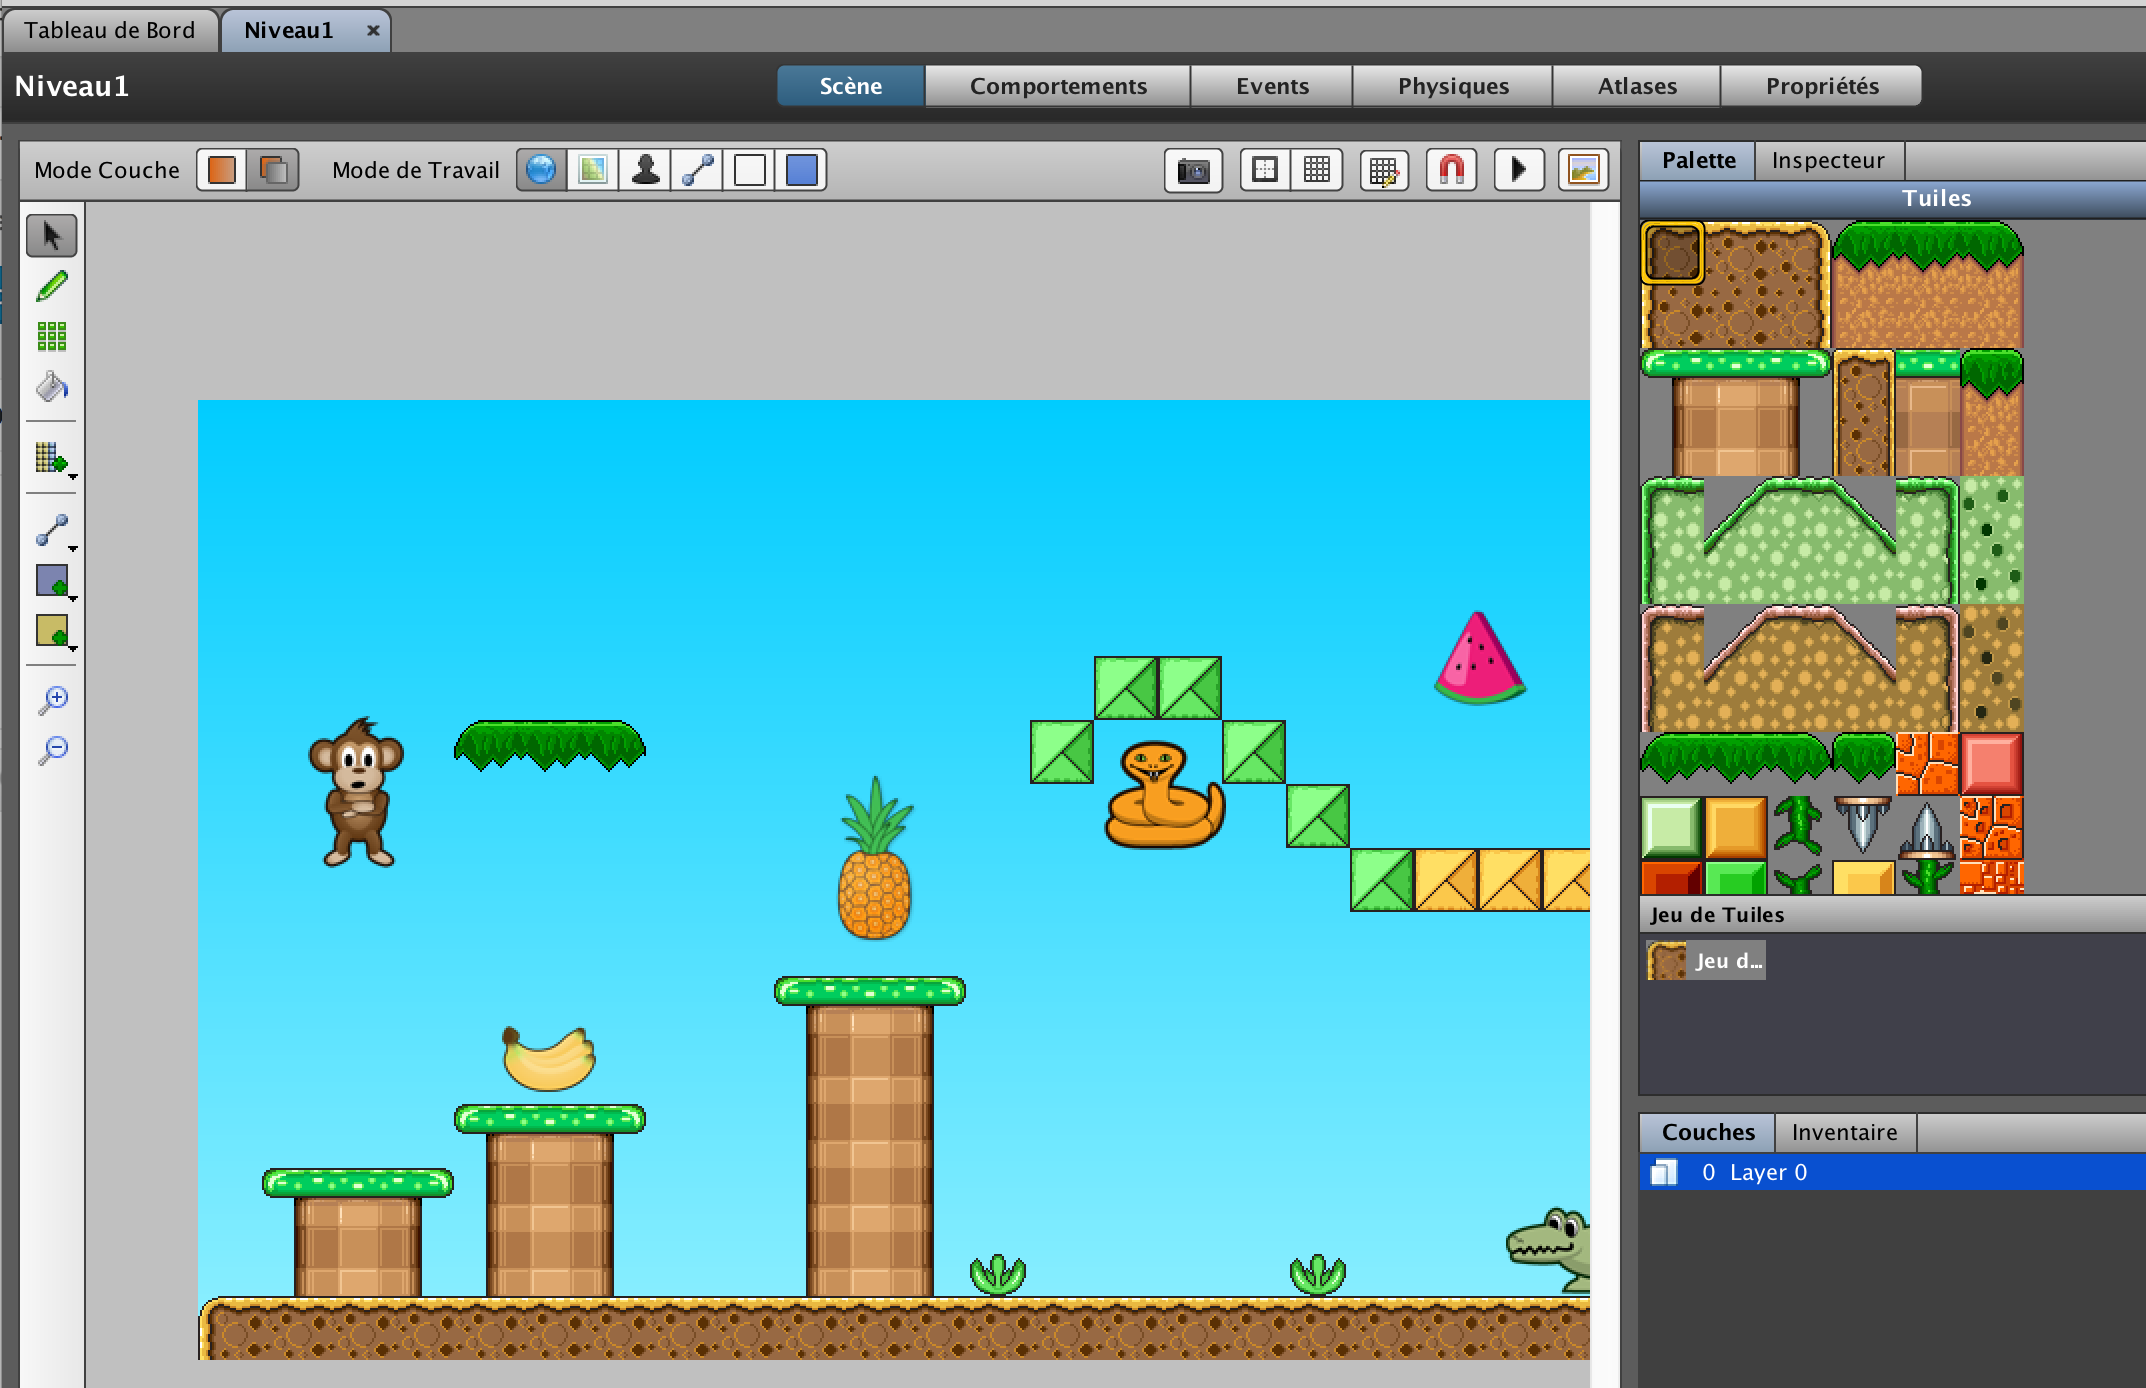 Tableau de Bord
Niveau1
Niveau1
Scène
Comportements
Events
Physiques
Atlases
Propriétés
Mode Couche
Mode de Travail
Palette
Inspecteur
Tuiles
Jeu de Tuiles
Jeu d...
Couches
Inventaire
0 Layer 0